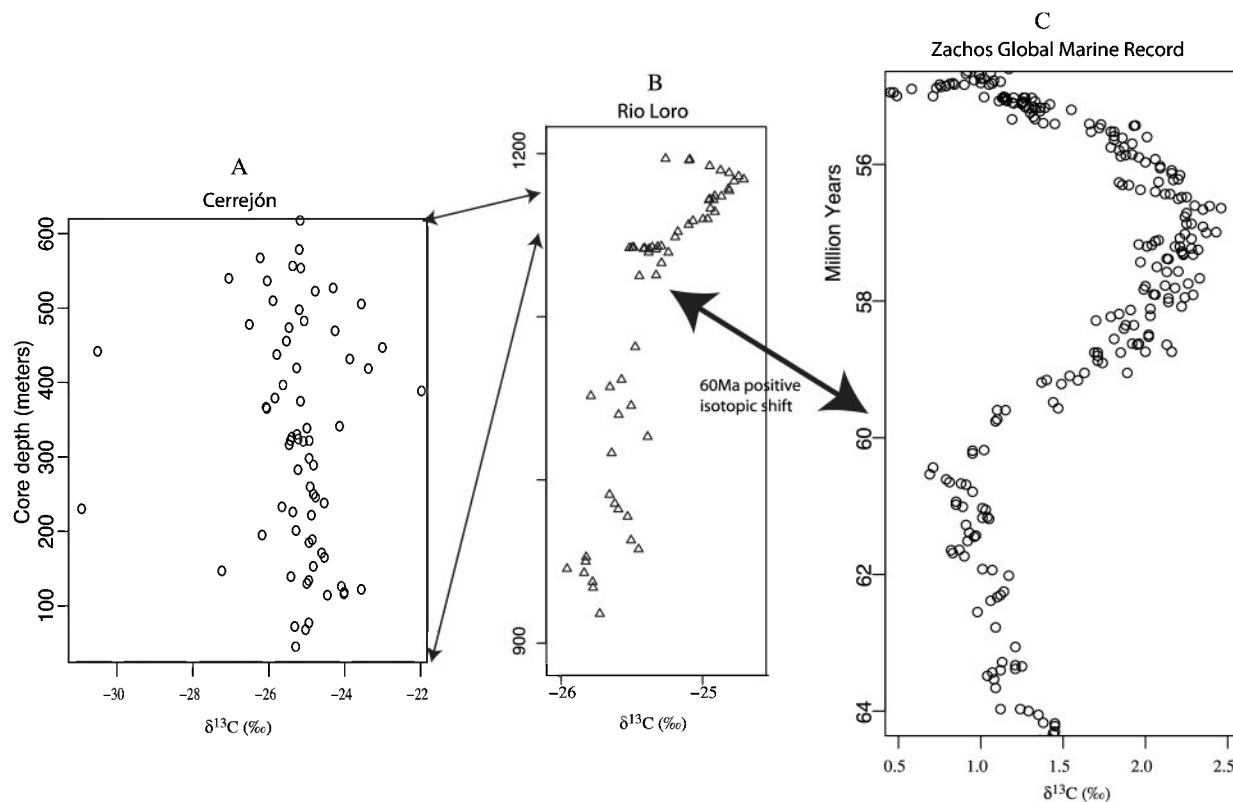 A
Cerrejón
600
500
400
300
200
100
Core depth (meters)
−30
−28
−26
−24
−22
δ13C (‰)
B
Rio Loro
1200
900
−26
−25
δ13C (‰)
60Ma positive
isotopic shift
C
Zachos Global Marine Record
56
58
60
62
64
Million Years
0.5
1.0
1.5
2.0
2.5
δ13C (‰)